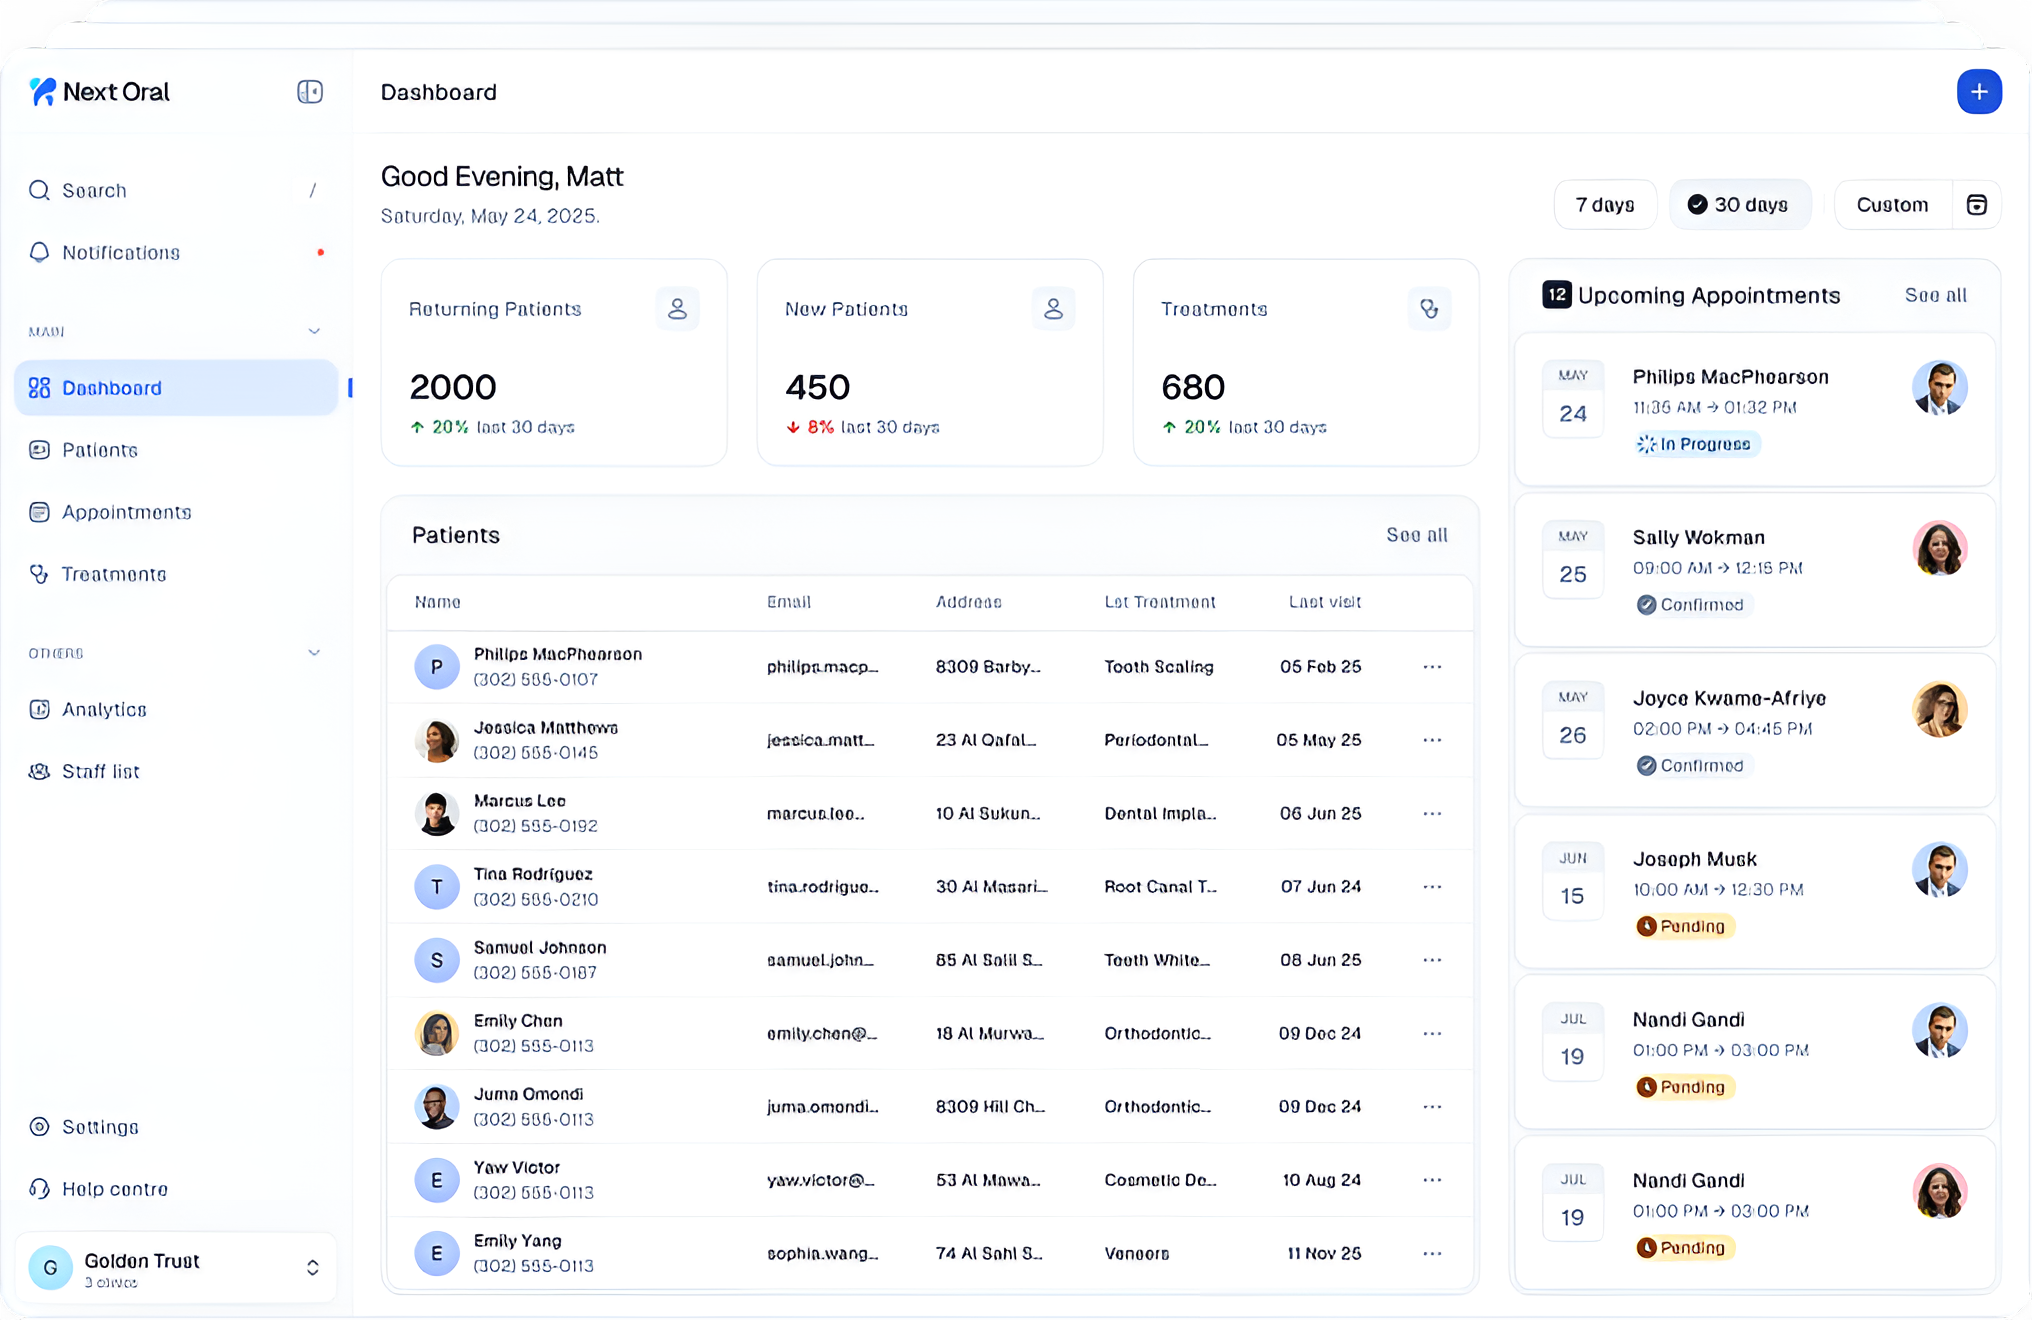 Next Oral
Dashboard
Search /
Notifications
MAIN
Dashboard
Patients
Appointments
Treatments
OTHERS
Analytics
Staff list
Settings
Help centre
G
Golden Trust
Good Evening, Matt
Saturday, May 24, 2025.
7 days
30 days
Custom
Returning Patients
2000
20% last 30 days
New Patients
450
8% last 30 days
Treatments
680
20% last 30 days
Patients
See all
Name Email Address Lst Treatment Last visit
P Philips MacPhearson philips.macp... 8309 Barby... Tooth Scaling 05 Feb 25
(302) 555-0107
Jessica Matthews jessica.matt... 23 Al Qafal... Periodontal... 05 May 25
(302) 555-0145
Marcus Lee marcus.lee... 10 Al Sukun... Dental Impla... 06 Jun 25
(302) 555-0192
T Tina Rodríguez tina.rodrigue... 30 Al Masari... Root Canal T... 07 Jun 24
(302) 555-0210
S Samuel Johnson samuel.john... 85 Al Salil S... Teeth White... 08 Jun 25
(302) 555-0187
Emily Chen emily.chen@... 18 Al Murwa... Orthodontic... 09 Dec 24
(302) 555-0113
Juma Omondi juma.omondi... 8309 Hill Ch... Orthodontic... 09 Dec 24
(302) 555-0113
E Yaw Victor yaw.victor@... 53 Al Mawa... Cosmetic De... 10 Aug 24
(302) 555-0113
E Emily Yang sophia.wang... 74 Al Sahl S... Veneers 11 Nov 25
(302) 555-0113
12 Upcoming Appointments
See all
MAY
24
Philips MacPhearson
11:36 AM → 01:32 PM
In Progress
MAY
25
Sally Wokman
09:00 AM → 12:15 PM
Confirmed
MAY
26
Joyce Kwame-Afriye
02:00 PM → 04:45 PM
Confirmed
JUN
15
Joseph Musk
10:00 AM → 12:30 PM
Pending
JUL
19
Nandi Gandi
01:00 PM → 03:00 PM
Pending
JUL
19
Nandi Gandi
01:00 PM → 03:00 PM
Pending